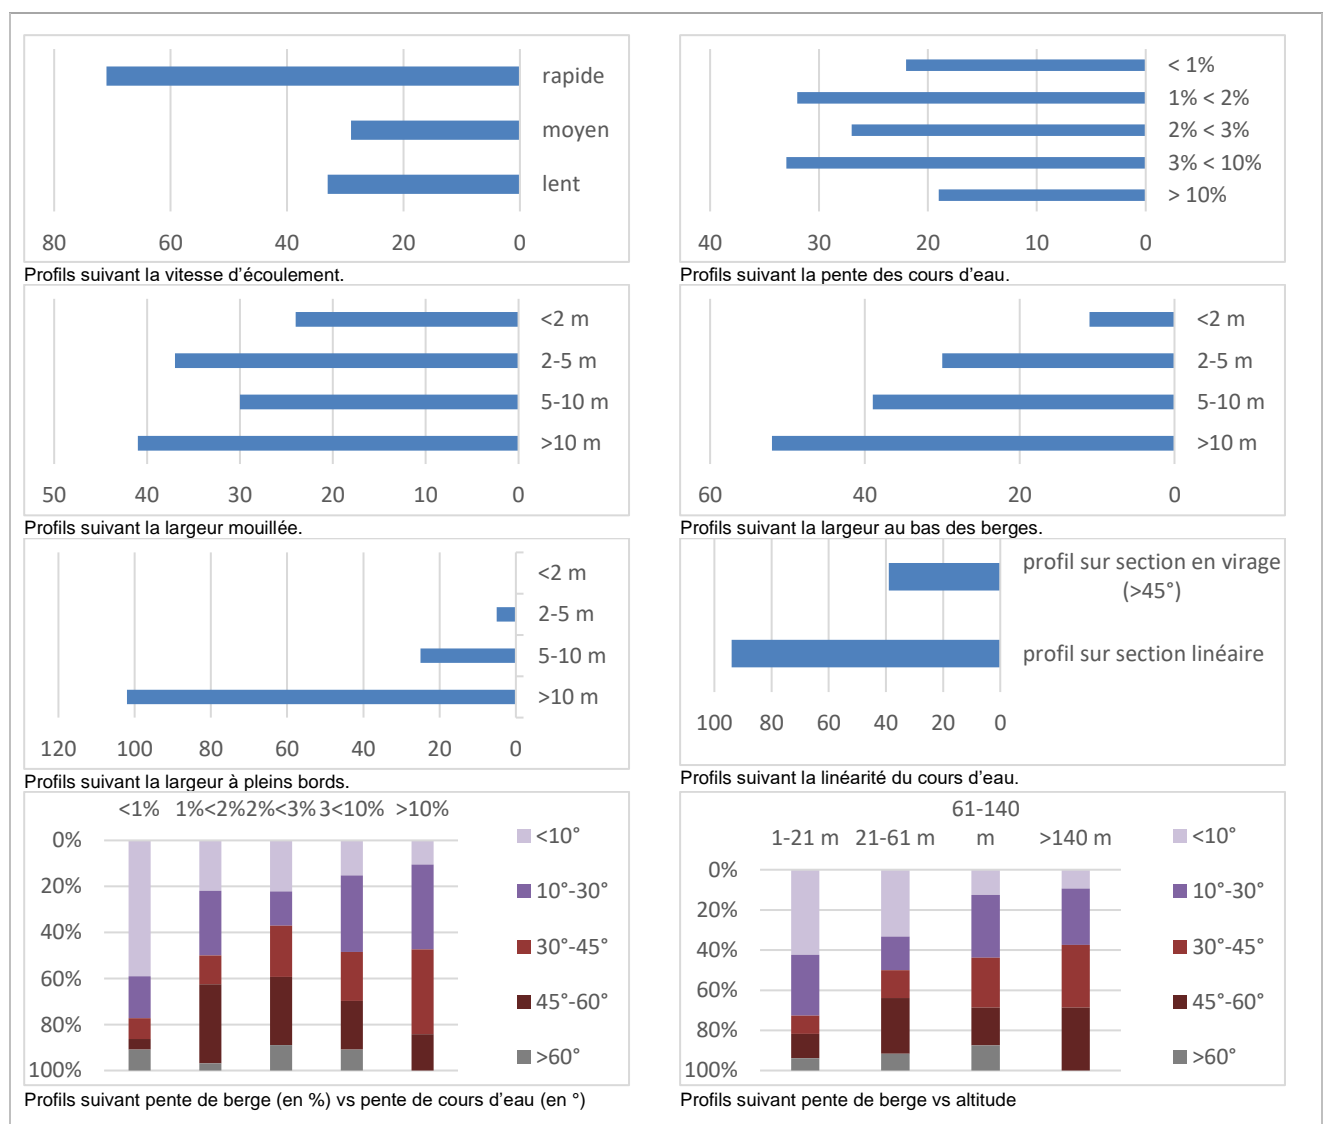 rapide
moyen
lent
80 60 40 20 0
Profils suivant la vitesse d'écoulement.
< 1%
1% < 2%
2% < 3%
3% < 10%
> 10%
40 30 20 10 0
Profils suivant la pente des cours d'eau.
<2 m
2-5 m
5-10 m
>10 m
50 40 30 20 10 0
Profils suivant la largeur mouillée.
<2 m
2-5 m
5-10 m
>10 m
60 40 20 0
Profils suivant la largeur au bas des berges.
<2 m
2-5 m
5-10 m
>10 m
120 100 80 60 40 20 0
Profils suivant la largeur à pleins bords.
profil sur section en virage
(>45°)
profil sur section linéaire
100 80 60 40 20 0
Profils suivant la linéarité du cours d'eau.
<1% 1%<2% 2%<3% 3<10% >10%
0%
20%
40%
60%
80%
100%
<10°
10°-30°
30°-45°
45°-60°
>60°
Profils suivant pente de berge (en %) vs pente de cours d'eau (en °)
61-140
1-21 m 21-61 m m >140 m
0%
20%
40%
60%
80%
100%
<10°
10°-30°
30°-45°
45°-60°
>60°
Profils suivant pente de berge vs altitude